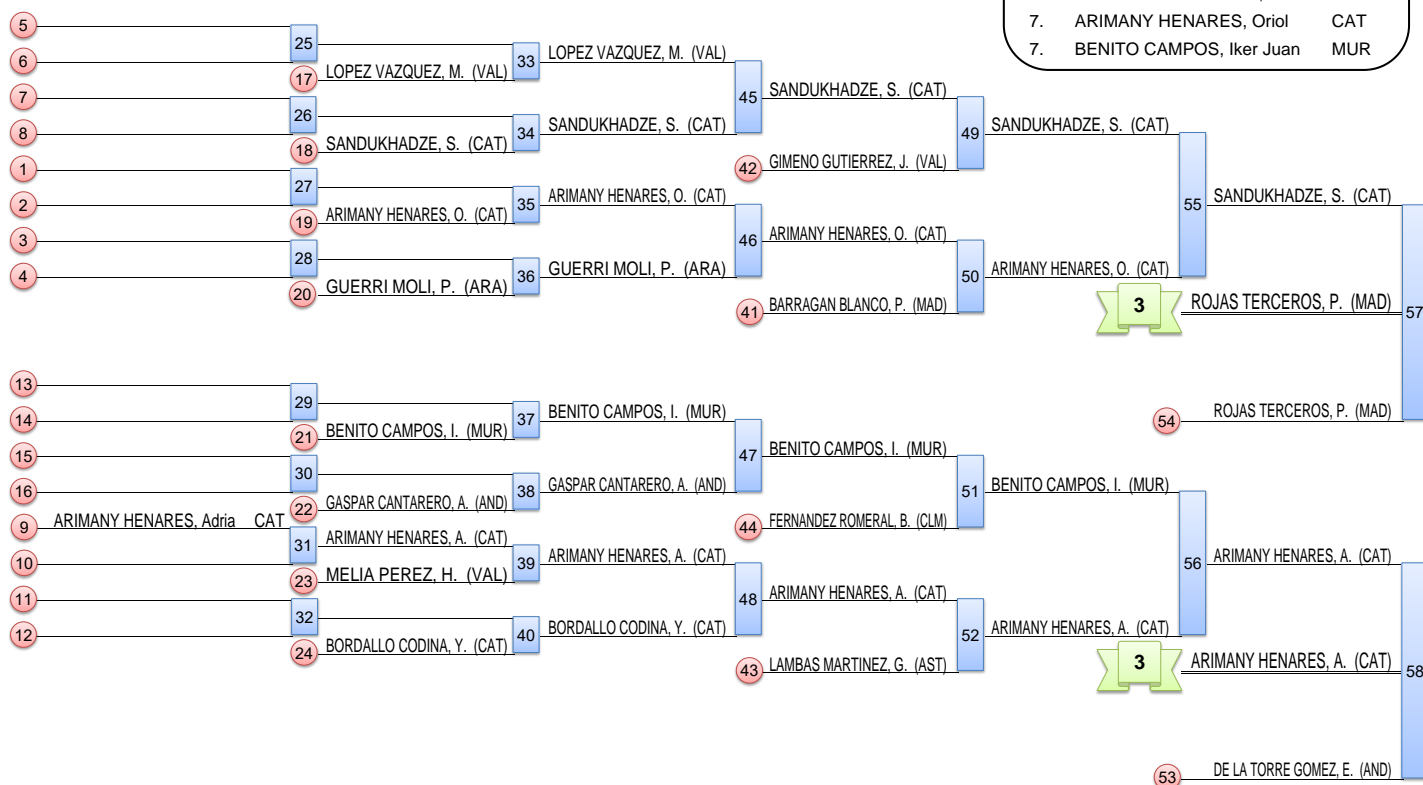 7. ARIMANY HENARES, Oriol CAT
7. BENITO CAMPOS, Iker Juan MUR
5
25
6
17 LOPEZ VAZQUEZ, M. (VAL)
33
LOPEZ VAZQUEZ, M. (VAL)
7
26
8
18 SANDUKHADZE, S. (CAT)
34
SANDUKHADZE, S. (CAT)
45
SANDUKHADZE, S. (CAT)
42 GIMENO GUTIERREZ, J. (VAL)
49
SANDUKHADZE, S. (CAT)
1
27
2
19 ARIMANY HENARES, O. (CAT)
35
ARIMANY HENARES, O. (CAT)
3
28
4
20 GUERRI MOLI, P. (ARA)
36
GUERRI MOLI, P. (ARA)
46
ARIMANY HENARES, O. (CAT)
41 BARRAGAN BLANCO, P. (MAD)
50
ARIMANY HENARES, O. (CAT)
55
SANDUKHADZE, S. (CAT)
3 ROJAS TERCEROS, P. (MAD)
57
54 ROJAS TERCEROS, P. (MAD)
13
29
14
21 BENITO CAMPOS, I. (MUR)
37
BENITO CAMPOS, I. (MUR)
15
30
16
22 GASPAR CANTARERO, A. (AND)
38
GASPAR CANTARERO, A. (AND)
47
BENITO CAMPOS, I. (MUR)
44 FERNANDEZ ROMERAL, B. (CLM)
51
BENITO CAMPOS, I. (MUR)
9 ARIMANY HENARES, Adria CAT
31
ARIMANY HENARES, A. (CAT)
10
23 MELIA PEREZ, H. (VAL)
39
ARIMANY HENARES, A. (CAT)
11
32
12
24 BORDALLO CODINA, Y. (CAT)
40
BORDALLO CODINA, Y. (CAT)
48
ARIMANY HENARES, A. (CAT)
43 LAMBAS MARTINEZ, G. (AST)
52
ARIMANY HENARES, A. (CAT)
56
ARIMANY HENARES, A. (CAT)
3 ARIMANY HENARES, A. (CAT)
58
53 DE LA TORRE GOMEZ, E. (AND)